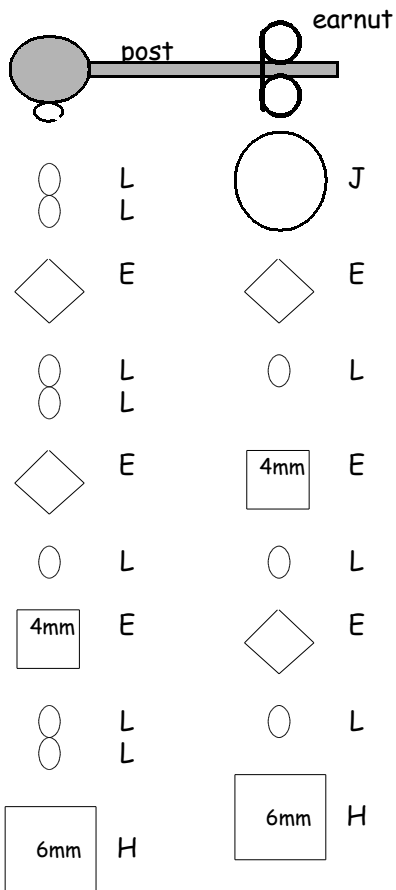 earnut
post
L J
L
E E
L L
L
E 4mm E
L L
4mm E E
L L
L
6mm H
6mm H